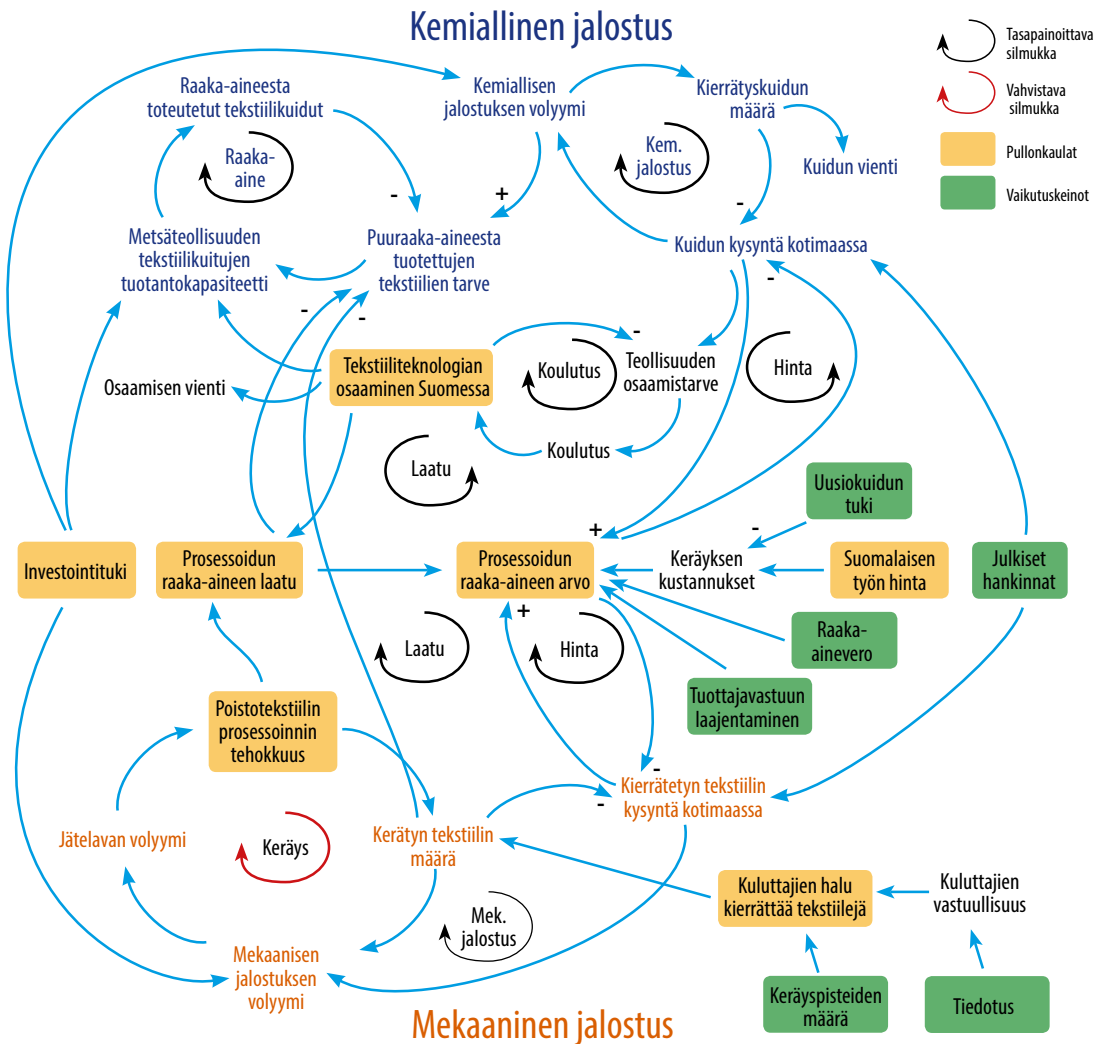 Kemiallinen jalostus
Tasapainoittava
silmukka
Vahvistava
silmukka
Pullonkaulat
Vaikutuskeinot
Raaka-aineesta
toteutetut tekstiilikuidut
Kemiallisen
jalostuksen volyymi
Kierrätyskuidun
määrä
Raaka-
aine
Kem.
jalostus
Kuidun vienti
-
+
-
Metsäteollisuuden
tekstiilikuitujen
tuotantokapasiteetti
Puuraaka-aineesta
tuotettujen
tekstiilien tarve
Kuidun kysyntä kotimaassa
-
-
-
-
Tekstiiliteknologian
osaaminen Suomessa
Koulutus
Teollisuuden
osaamistarve
Hinta
Osaamisen vienti
Koulutus
Laatu
Uusiokuidun
tuki
+
-
Investointituki
Prosessoidun
raaka-aineen laatu
Prosessoidun
raaka-aineen arvo
Keräyksen
kustannukset
Suomalaisen
työn hinta
Julkiset
hankinnat
+
Laatu
Hinta
Raaka-
ainevero
Tuottajavastuun
laajentaminen
Poistotekstiilin
prosessoinnin
tehokkuus
-
-
Kierrätetyn tekstiilin
kysyntä kotimaassa
Jätelavan volyymi
Keräys
Kerätyn tekstiilin
määrä
Kuluttajien halu
kierrättää tekstiilejä
Kuluttajien
vastuullisuus
Mek.
jalostus
Mekaanisen
jalostuksen
volyymi
Keräyspisteiden
määrä
Tiedotus
Mekaaninen jalostus